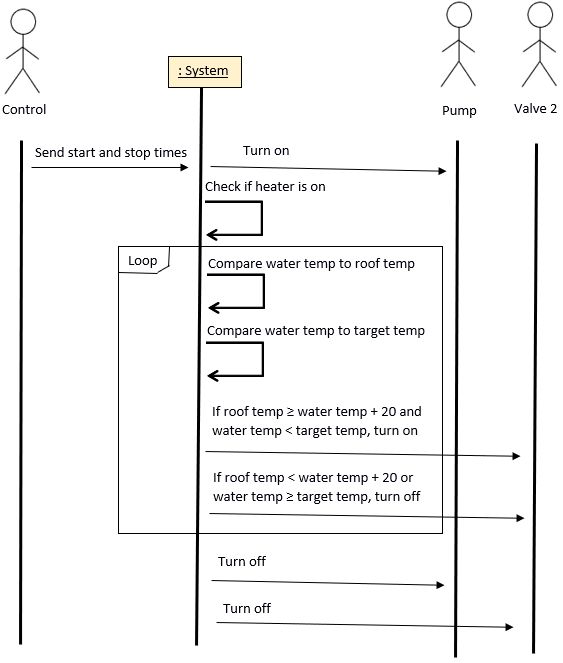 : System
Control
Pump
Valve 2
Send start and stop times
Turn on
Check if heater is on
Loop
Compare water temp to roof temp
Compare water temp to target temp
If roof temp ≥ water temp + 20 and
water temp < target temp, turn on
If roof temp < water temp + 20 or
water temp ≥ target temp, turn off
Turn off
Turn off